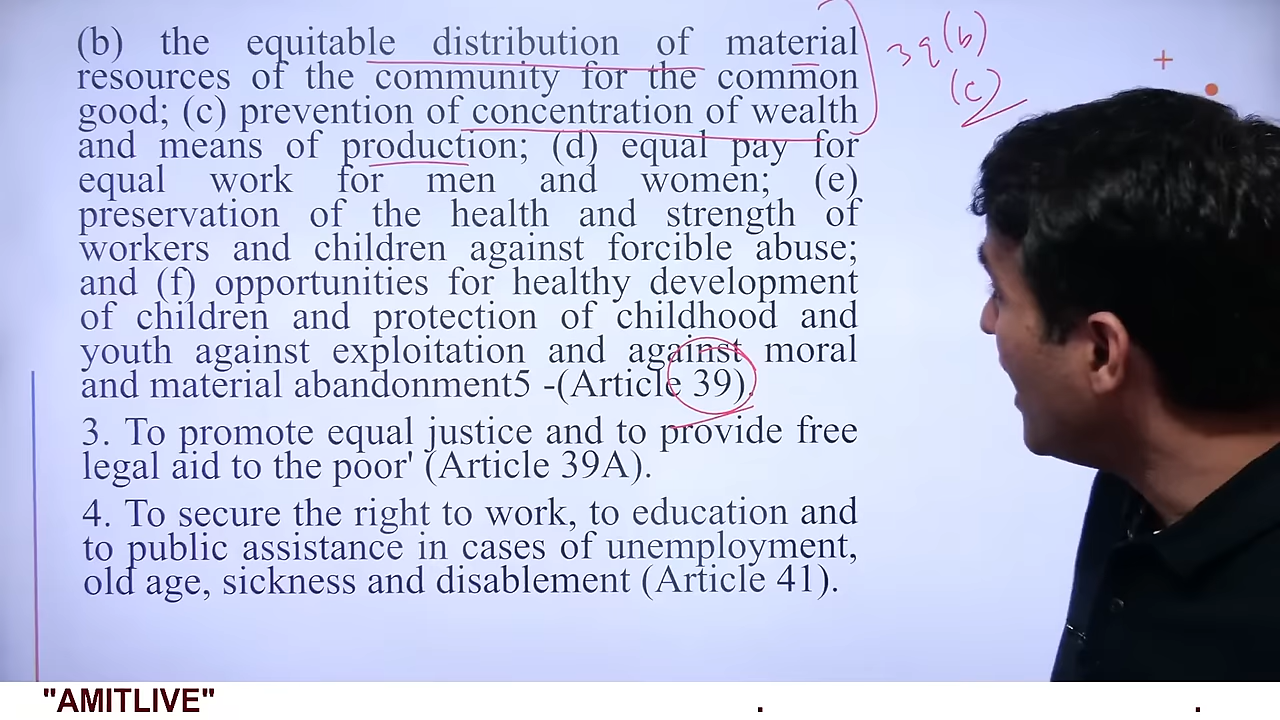 (b) the equitable distribution of material 39(b)
resources of the community for the common (c)
good; (c) prevention of concentration of wealth
and means of production; (d) equal pay for
equal work for men and women; (e)
preservation of the health and strength of
workers and children against forcible abuse;
and (f) opportunities for healthy development
of children and protection of childhood and
youth against exploitation and against moral
and material abandonment5 -(Article 39).
3. To promote equal justice and to provide free
legal aid to the poor' (Article 39A).
4. To secure the right to work, to education and
to public assistance in cases of unemployment,
old age, sickness and disablement (Article 41).
"AMITLIVE"